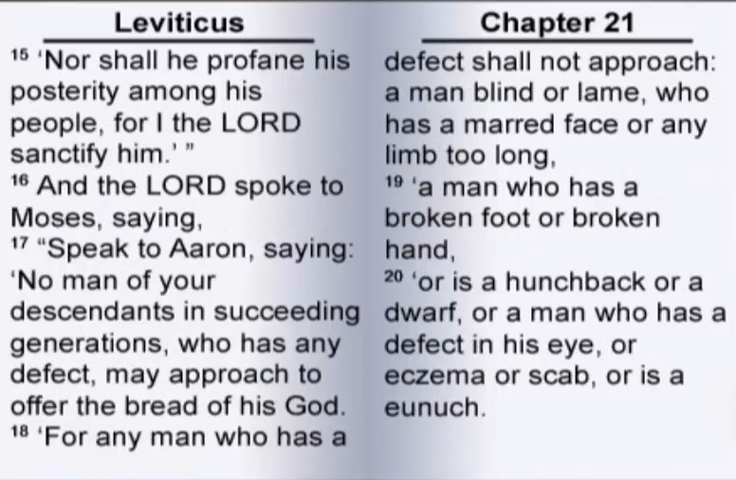 Leviticus
15 ‘Nor shall he profane his
posterity among his
people, for I the LORD
sanctify him.’ ”
16 And the LORD spoke to
Moses, saying,
17 “Speak to Aaron, saying:
‘No man of your
descendants in succeeding
generations, who has any
defect, may approach to
offer the bread of his God.
18 ‘For any man who has a
Chapter 21
defect shall not approach:
a man blind or lame, who
has a marred face or any
limb too long,
19 ‘a man who has a
broken foot or broken
hand,
20 ‘or is a hunchback or a
dwarf, or a man who has a
defect in his eye, or
eczema or scab, or is a
eunuch.